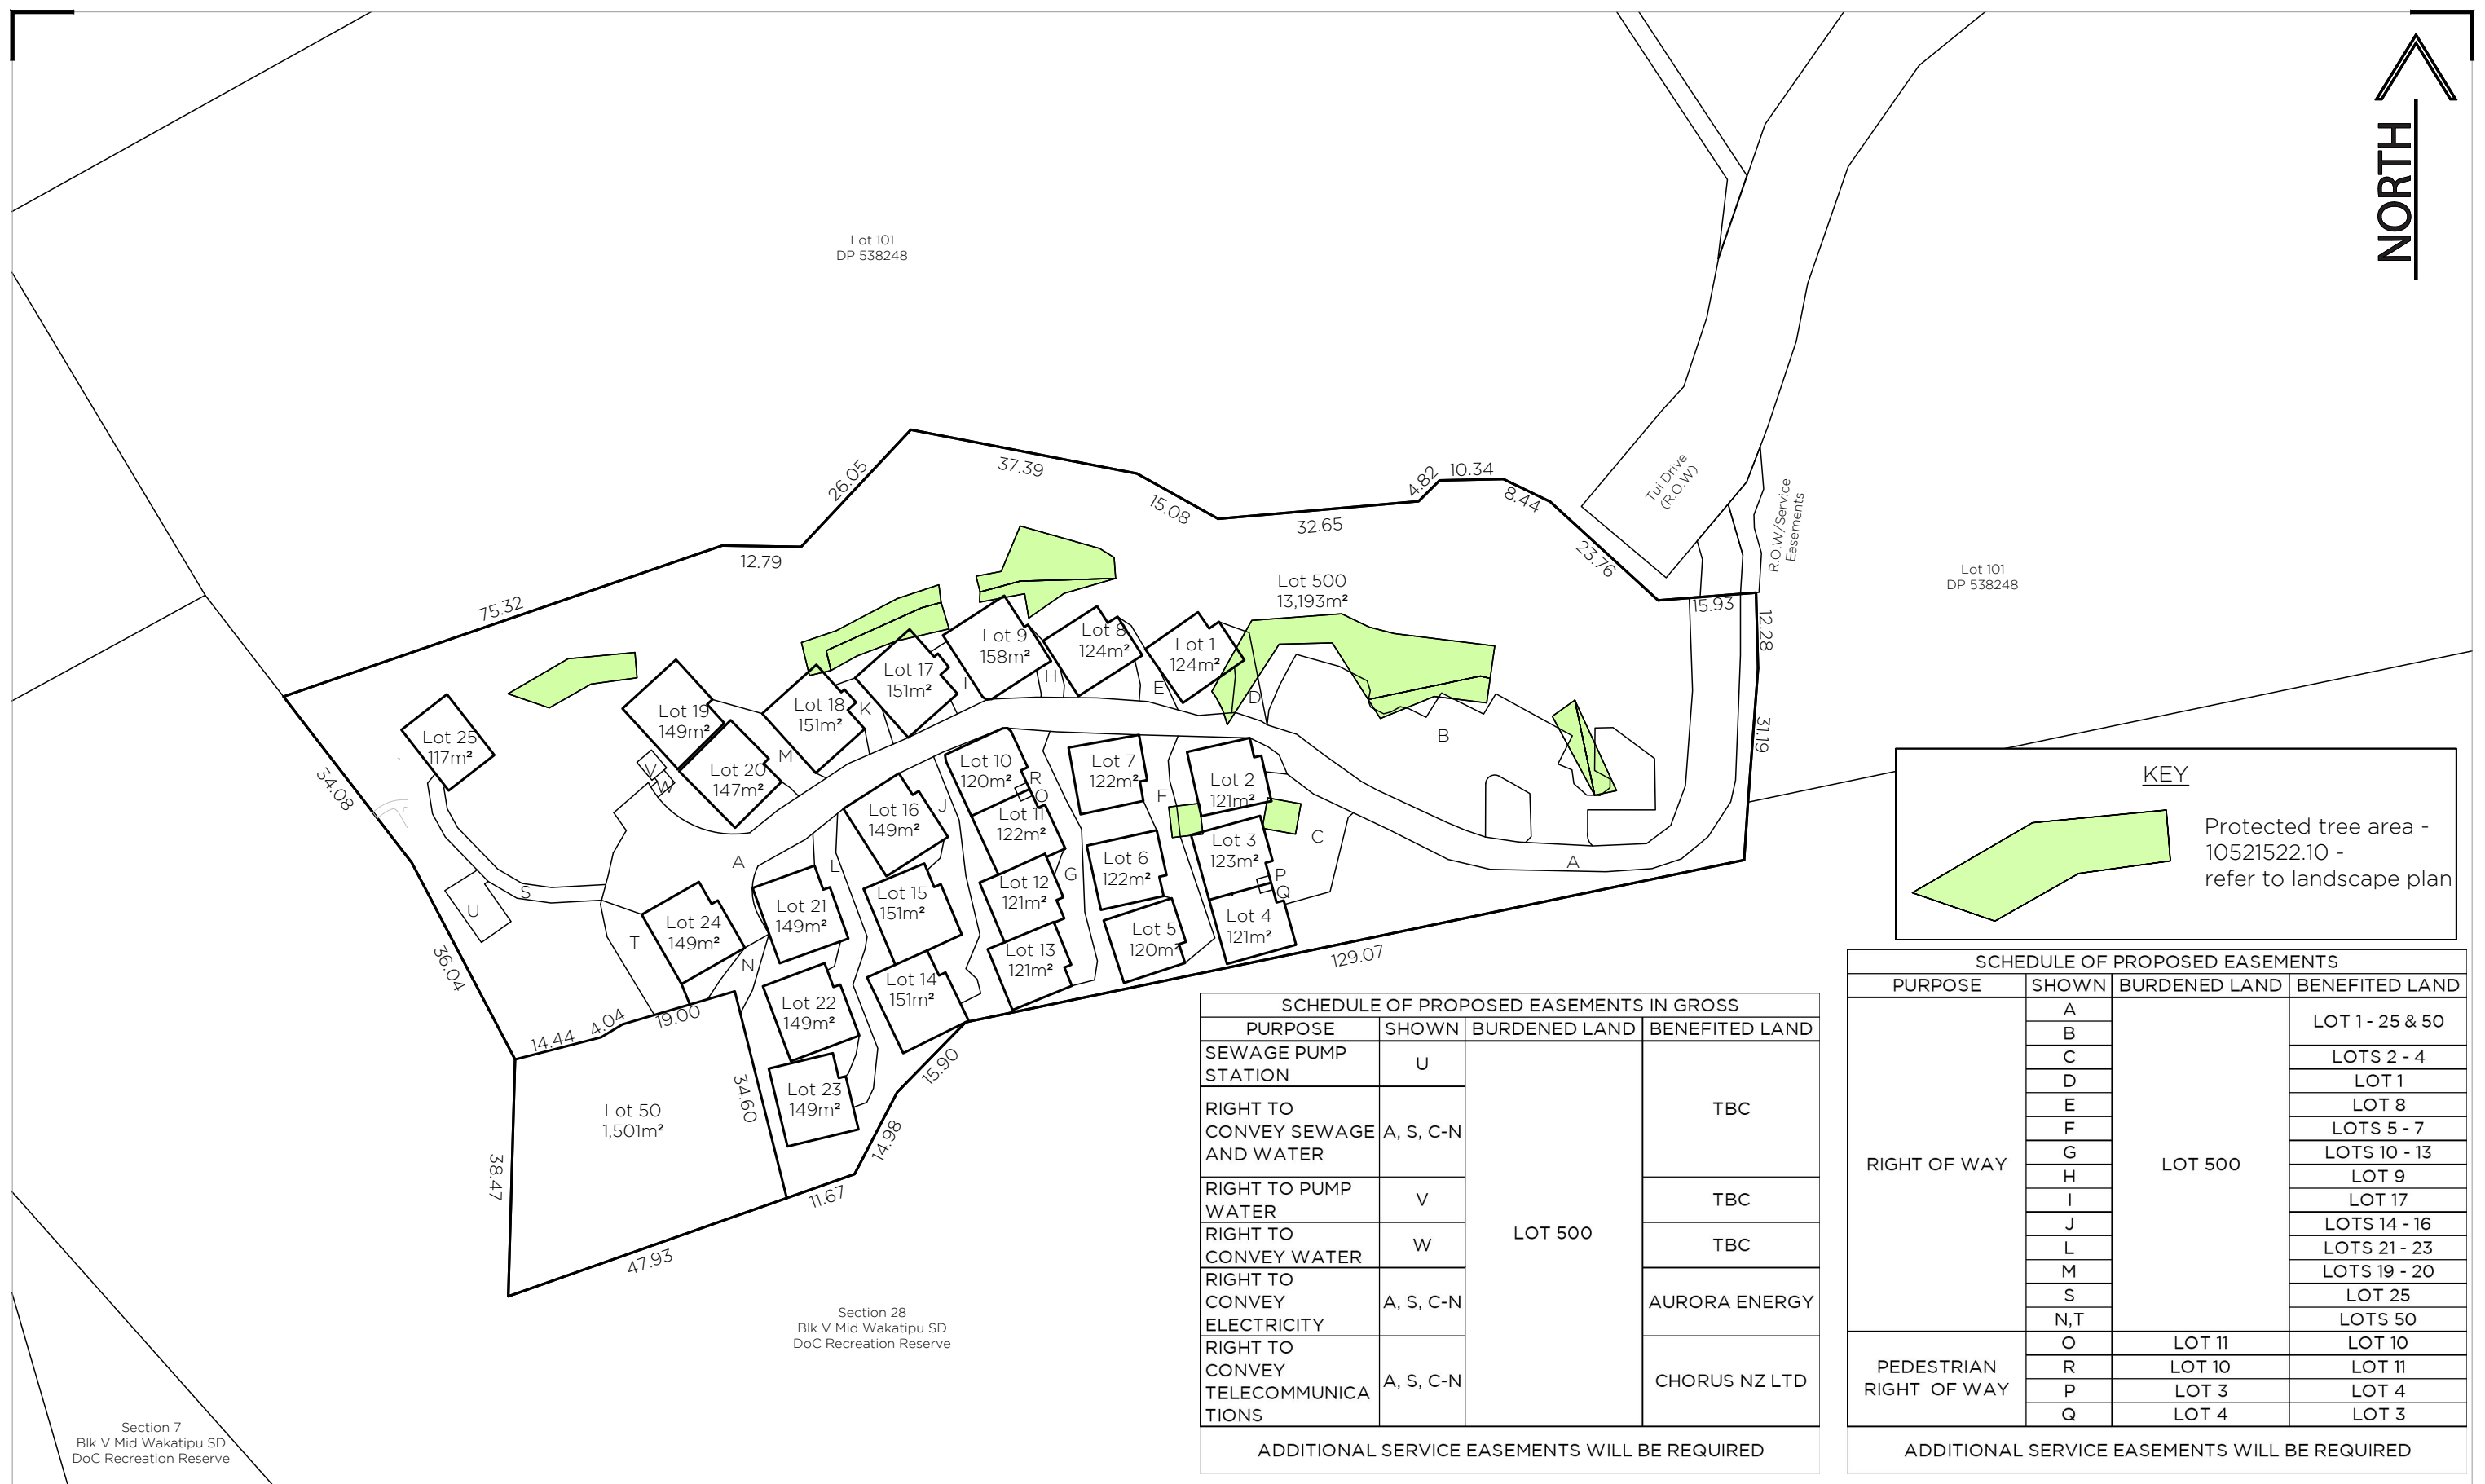 NORTH
Lot 101
DP 538248
Tui Drive
(R.O.W)
R.O.W/Service
Easements
Lot 101
DP 538248
37.39
26.05
15.08
4.82
10.34
8.44
32.65
23.76
12.79
75.32
15.93
12.28
31.19
34.08
36.04
14.44
4.04
19.00
34.60
38.47
47.93
11.67
14.98
15.90
129.07
Lot 500
13,193m²
Lot 9
158m²
Lot 8
124m²
Lot 1
124m²
Lot 17
151m²
Lot 18
151m²
Lot 19
149m²
Lot 20
147m²
Lot 25
117m²
Lot 10
120m²
Lot 7
122m²
Lot 2
121m²
Lot 16
149m²
Lot 11
122m²
Lot 6
122m²
Lot 3
123m²
Lot 15
151m²
Lot 12
121m²
Lot 5
120m²
Lot 4
121m²
Lot 21
149m²
Lot 24
149m²
Lot 13
121m²
Lot 14
151m²
Lot 22
149m²
Lot 23
149m²
Lot 50
1,501m²
I
H
E
D
K
B
M
V
W
R
O
F
J
C
A
L
A
G
P
Q
S
U
T
N
Section 28
Blk V Mid Wakatipu SD
DoC Recreation Reserve
Section 7
Blk V Mid Wakatipu SD
DoC Recreation Reserve
KEY
Protected tree area -
10521522.10 -
refer to landscape plan
SCHEDULE OF PROPOSED EASEMENTS IN GROSS
PURPOSE SHOWN BURDENED LAND BENEFITED LAND
SEWAGE PUMP
STATION
U
RIGHT TO
CONVEY SEWAGE
AND WATER
A, S, C-N
TBC
RIGHT TO PUMP
WATER
V
TBC
RIGHT TO
CONVEY WATER
W
LOT 500
TBC
RIGHT TO
CONVEY
ELECTRICITY
A, S, C-N
AURORA ENERGY
RIGHT TO
CONVEY
TELECOMMUNICA
TIONS
A, S, C-N
CHORUS NZ LTD
ADDITIONAL SERVICE EASEMENTS WILL BE REQUIRED
SCHEDULE OF PROPOSED EASEMENTS
PURPOSE SHOWN BURDENED LAND BENEFITED LAND
RIGHT OF WAY
LOT 500
A
B
LOT 1 - 25 & 50
C LOTS 2 - 4
D LOT 1
E LOT 8
F LOTS 5 - 7
G LOTS 10 - 13
H LOT 9
I LOT 17
J LOTS 14 - 16
L LOTS 21 - 23
M LOTS 19 - 20
S LOT 25
N,T LOTS 50
PEDESTRIAN
RIGHT OF WAY
O LOT 11 LOT 10
R LOT 10 LOT 11
P LOT 3 LOT 4
Q LOT 4 LOT 3
ADDITIONAL SERVICE EASEMENTS WILL BE REQUIRED